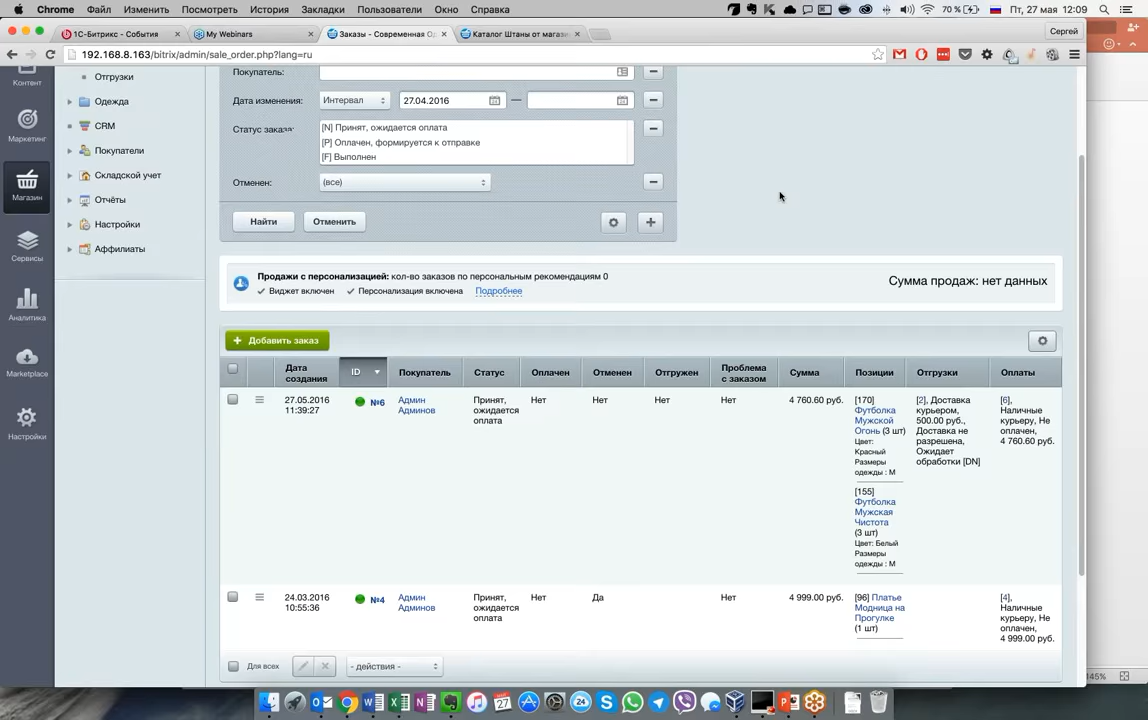 Chrome Файл Изменить Посмотреть История Закладки Пользователи Окно Справка 70 % Пт, 27 мая 12:09
1С-Битрикс - События × My Webinars × Заказы - Современная О × Каталог Штаны от магази × Сергей
192.168.8.163/bitrix/admin/sale_order.php?lang=ru
Контент
Маркетинг
Магазин
Сервисы
Аналитика
Marketplace
Настройки
Отгрузки
Одежда
CRM
Покупатели
Складской учет
Отчёты
Настройки
Аффилиаты
Покупатель:
Дата изменения: Интервал 27.04.2016 —
Статус заказа: [N] Принят, ожидается оплата
[P] Оплачен, формируется к отправке
[F] Выполнен
Отменен: (все)
Найти Отменить
Продажи с персонализацией: кол-во заказов по персональным рекомендациям 0
Виджет включен Персонализация включена Подробнее
Сумма продаж: нет данных
+ Добавить заказ
Дата создания ID Покупатель Статус Оплачен Отменен Отгружен Проблема с заказом Сумма Позиции Отгрузки Оплаты
27.05.2016 11:39:27 №6 Админ Админов Принят, ожидается оплата Нет Нет Нет Нет 4 760.60 руб.
[170] Футболка Мужской Огонь (3 шт)
Цвет: Красный
Размеры одежды : M
[155] Футболка Мужская Чистота (3 шт)
Цвет: Белый
Размеры одежды : M
[2], Доставка курьером, 500.00 руб., Доставка не разрешена, Ожидает обработки [DN]
[6], Наличные курьеру, Не оплачен, 4 760.60 руб.
24.03.2016 10:55:36 №4 Админ Админов Принят, ожидается оплата Нет Да Нет 4 999.00 руб.
[96] Платье Модница на Прогулке (1 шт)
[4], Наличные курьеру, Не оплачен, 4 999.00 руб.
Для всех - действия -
145%